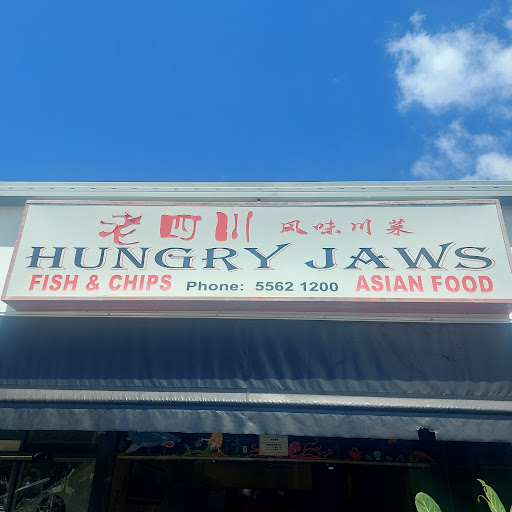 老四川 风味川菜
HUNGRY JAWS
FISH & CHIPS Phone: 5562 1200 ASIAN FOOD